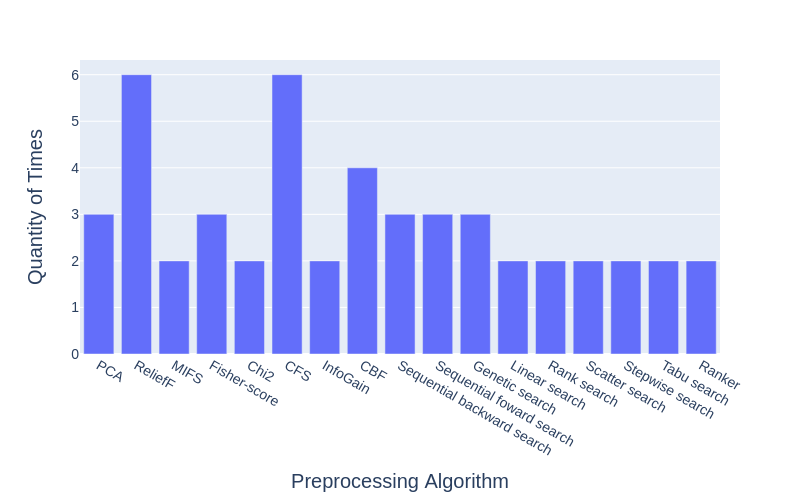 Quantity of Times
6
5
4
3
2
1
0
PCA
ReliefF
MIFS
Fisher-score
Chi2
CFS
InfoGain
CBF
Sequential backward search
Sequential foward search
Genetic search
Linear search
Rank search
Scatter search
Stepwise search
Tabu search
Ranker
Preprocessing Algorithm